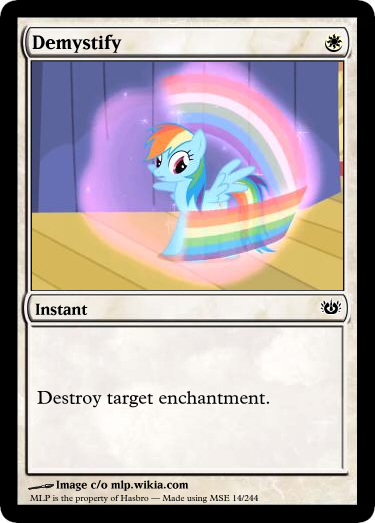 Demystify
Instant
Destroy target enchantment.
Image c/o mlp.wikia.com
MLP is the property of Hasbro — Made using MSE 14/244